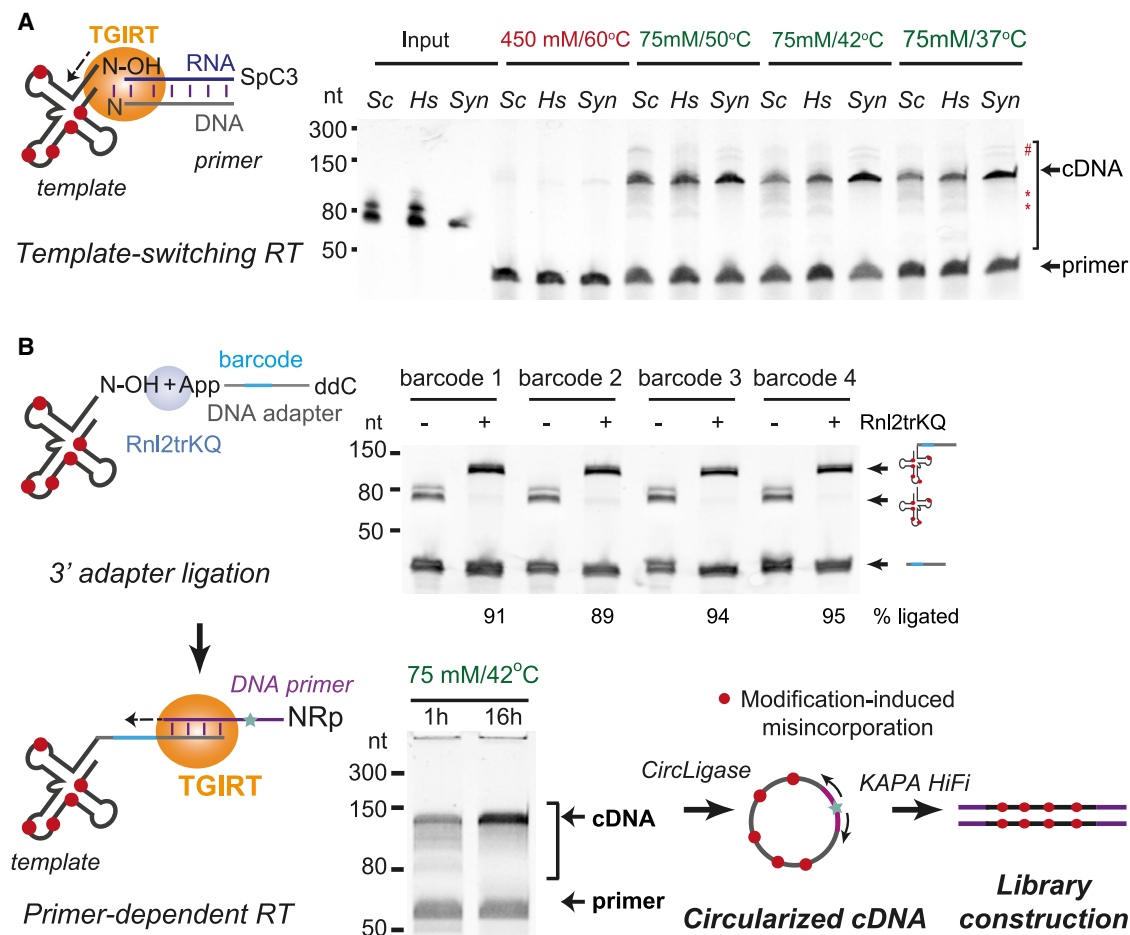 A
TGIRT
N-OH
RNA
SpC3
N
DNA
primer
template
Template-switching RT
Input
450 mM/60°C
75mM/50°C
75mM/42°C
75mM/37°C
nt
Sc Hs Syn Sc Hs Syn Sc Hs Syn Sc Hs Syn Sc Hs Syn
300
150
80
50
#
cDNA
*
*
primer
B
barcode
N-OH + App
ddC
DNA adapter
Rnl2trKQ
3' adapter ligation
barcode 1 barcode 2 barcode 3 barcode 4
nt
- + - + - + - + Rnl2trKQ
150
80
50
91 89 94 95 % ligated
DNA primer
NRp
TGIRT
template
Primer-dependent RT
75 mM/42°C
1h 16h
nt
300
150
80
50
cDNA
primer
Modification-induced
misincorporation
CircLigase
KAPA HiFi
Circularized cDNA
Library
construction